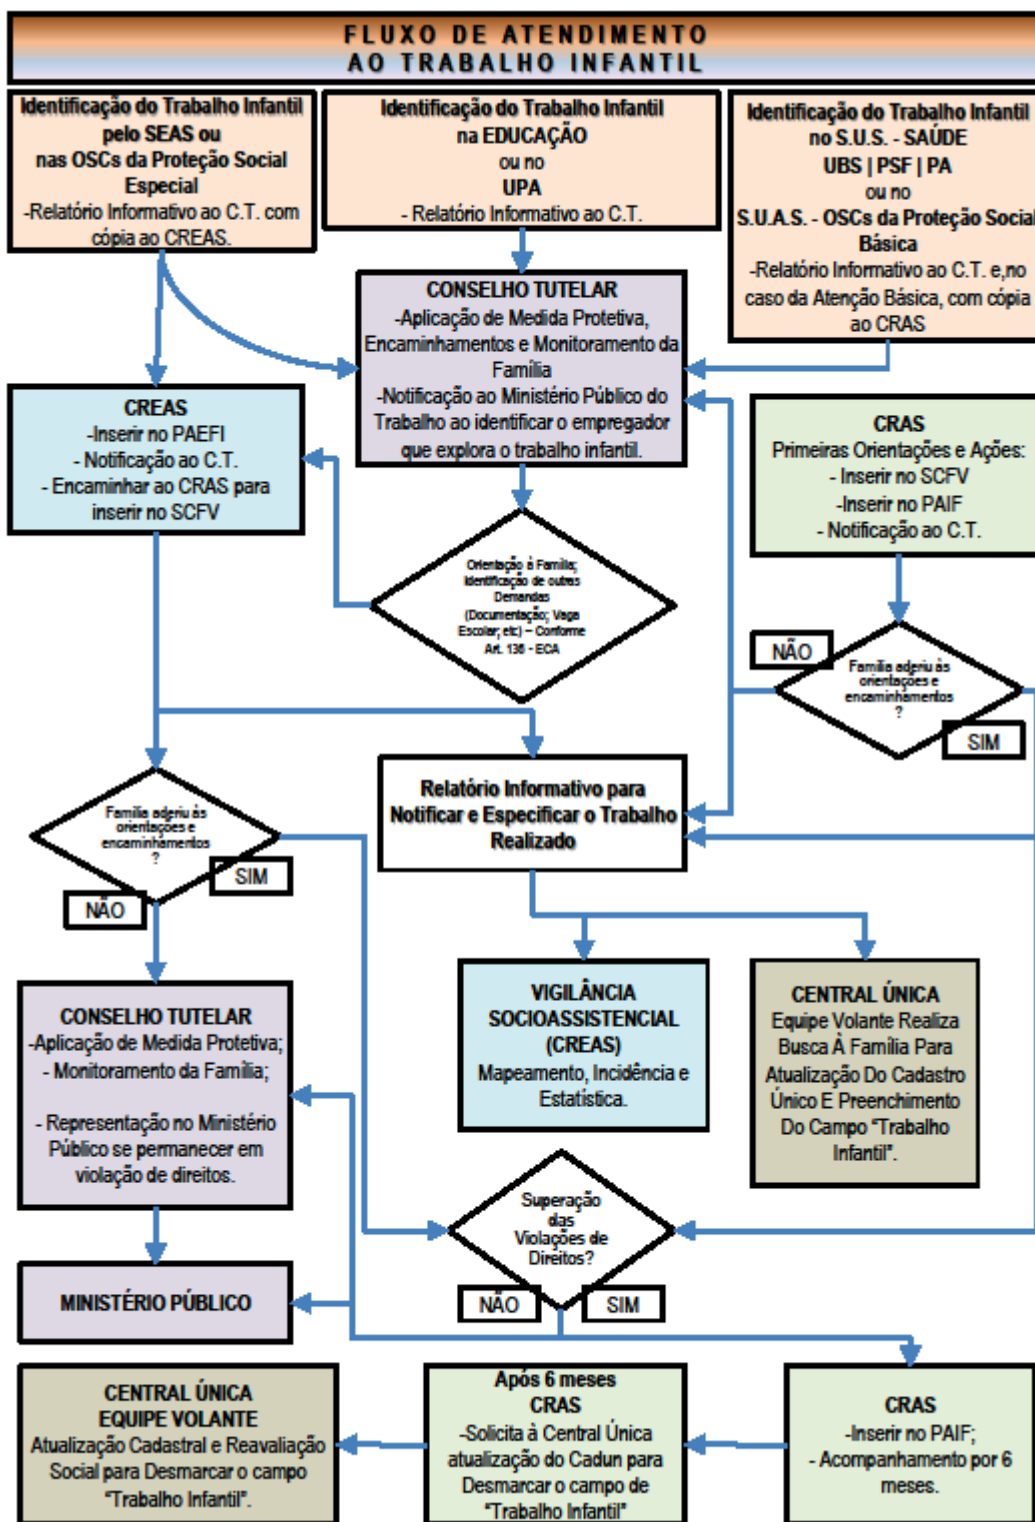 FLUXO DE ATENDIMENTO
AO TRABALHO INFANTIL
Identificação do Trabalho Infantil
pelo SEAS ou
nas OSCs da Proteção Social
Especial
-Relatório Informativo ao C.T. com
cópia ao CREAS.
Identificação do Trabalho Infantil
na EDUCAÇÃO
ou no
UPA
- Relatório Informativo ao C.T.
Identificação do Trabalho Infantil
no S.U.S. - SAÚDE
UBS | PSF | PA
ou no
S.U.A.S. - OSCs da Proteção Social
Básica
-Relatório Informativo ao C.T. e,no
caso da Atenção Básica, com cópia
ao CRAS
CONSELHO TUTELAR
-Aplicação de Medida Protetiva,
Encaminhamentos e Monitoramento da
Família
-Notificação ao Ministério Público do
Trabalho ao identificar o empregador
que explora o trabalho infantil.
CREAS
-Inserir no PAEFI
- Notificação ao C.T.
- Encaminhar ao CRAS para
inserir no SCFV
CRAS
Primeiras Orientações e Ações:
- Inserir no SCFV
-Inserir no PAIF
- Notificação ao C.T.
Orientação à Família;
Identificação de outras
Demandas
(Documentação; Vaga
Escolar; etc) – Conforme
Art. 136 - ECA
NÃO
Família aderiu às
orientações e
encaminhamentos
?
SIM
Relatório Informativo para
Notificar e Especificar o Trabalho
Realizado
Família aderiu às
orientações e
encaminhamentos
?
SIM
NÃO
VIGILÂNCIA
SOCIOASSISTENCIAL
(CREAS)
Mapeamento, Incidência e
Estatística.
CENTRAL ÚNICA
Equipe Volante Realiza
Busca À Família Para
Atualização Do Cadastro
Único E Preenchimento
Do Campo “Trabalho
Infantil”.
CONSELHO TUTELAR
-Aplicação de Medida Protetiva;
- Monitoramento da Família;
- Representação no Ministério
Público se permanecer em
violação de direitos.
Superação
das
Violações de
Direitos?
NÃO
SIM
MINISTÉRIO PÚBLICO
CENTRAL ÚNICA
EQUIPE VOLANTE
Atualização Cadastral e Reavaliação
Social para Desmarcar o campo
“Trabalho Infantil”.
Após 6 meses
CRAS
-Solicita à Central Única
atualização do Cadun para
Desmarcar o campo de
“Trabalho Infantil”
CRAS
-Inserir no PAIF;
- Acompanhamento por 6
meses.